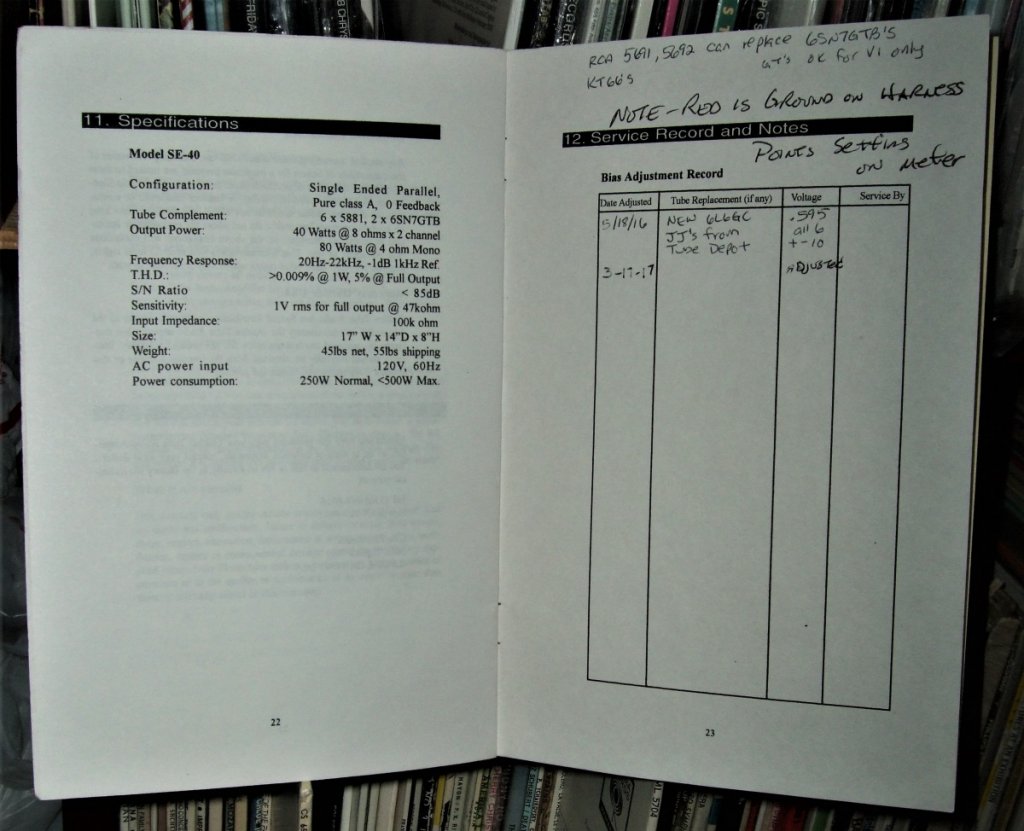 11. Specifications
Model SE-40
Configuration: Single Ended Parallel,
Pure class A, 0 Feedback
Tube Complement: 6 x 5881, 2 x 6SN7GTB
Output Power: 40 Watts @ 8 ohms x 2 channel
80 Watts @ 4 ohm Mono
Frequency Response: 20Hz-22kHz, -1dB 1kHz Ref.
T.H.D.: >0.009% @ 1W, 5% @ Full Output
S/N Ratio < 85dB
Sensitivity: 1V rms for full output @ 47kohm
Input Impedance: 100k ohm
Size: 17" W x 14"D x 8"H
Weight: 45lbs net, 55lbs shipping
AC power input 120V, 60Hz
Power consumption: 250W Normal, <500W Max.
22
RCA 5691, 5692 can replace 6SN7GTB'S
GT's OK for V1 only
KT66's
NOTE - RED IS GROUND ON HARNESS
12. Service Record and Notes
POINTS Setting
ON METER
Bias Adjustment Record
Date Adjusted Tube Replacement (if any) Voltage Service By
5/18/16 NEW 6L6GC .595
JJ's from all 6
Tube Depot +-10
3-17-17 ADJUSTED
23